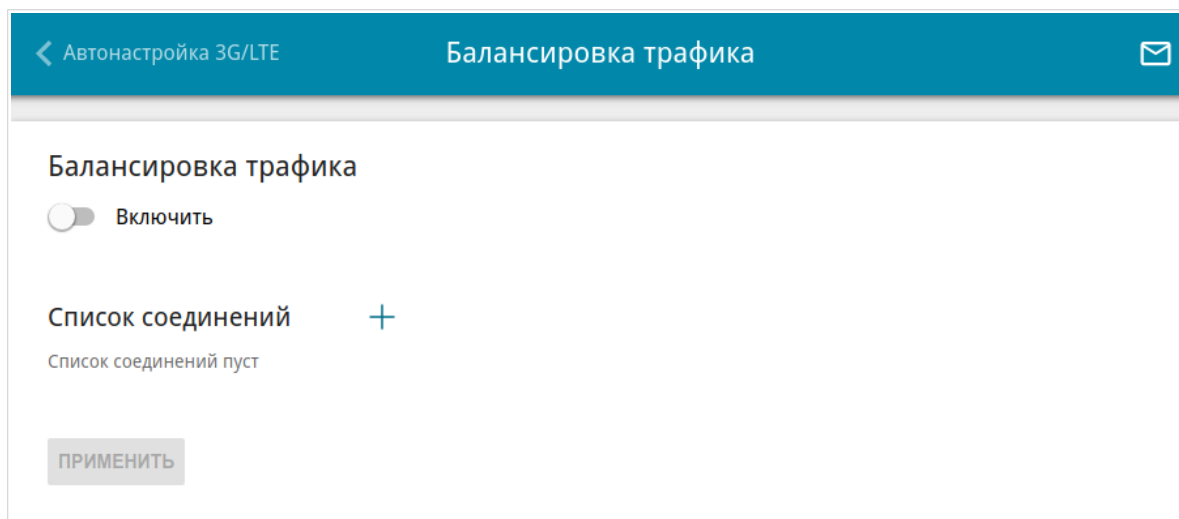 Автонастройка 3G/LTE
Балансировка трафика
Балансировка трафика
Включить
Список соединений
Список соединений пуст
ПРИМЕНИТЬ